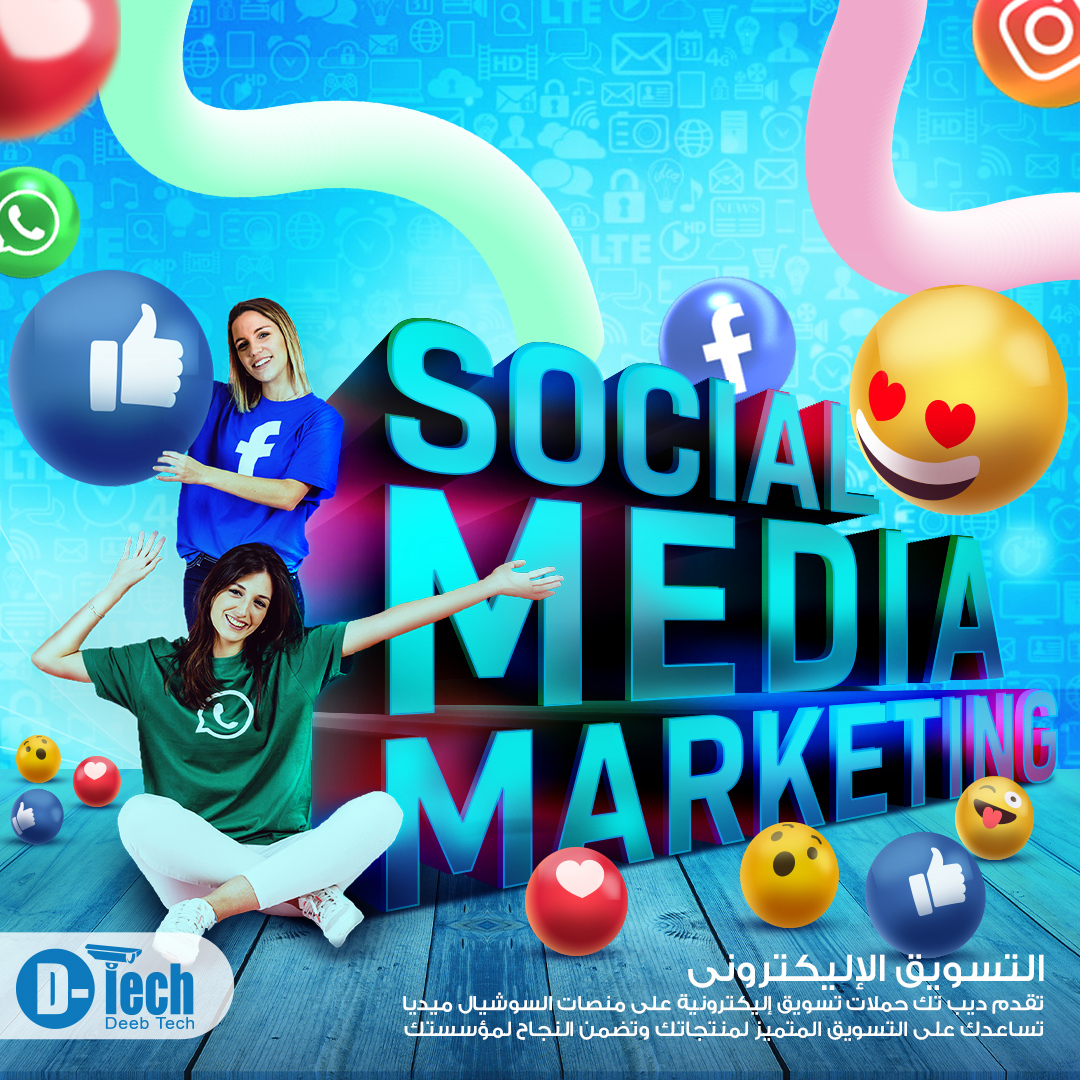 SOCIAL
MEDIA
MARKETING
التسويق الإليكترونى
تقدم ديب تك حملات تسويق إليكترونية على منصات السوشيال ميديا
تساعدك على التسويق المتميز لمنتجاتك وتضمن النجاح لمؤسستك
D-Tech
Deeb Tech